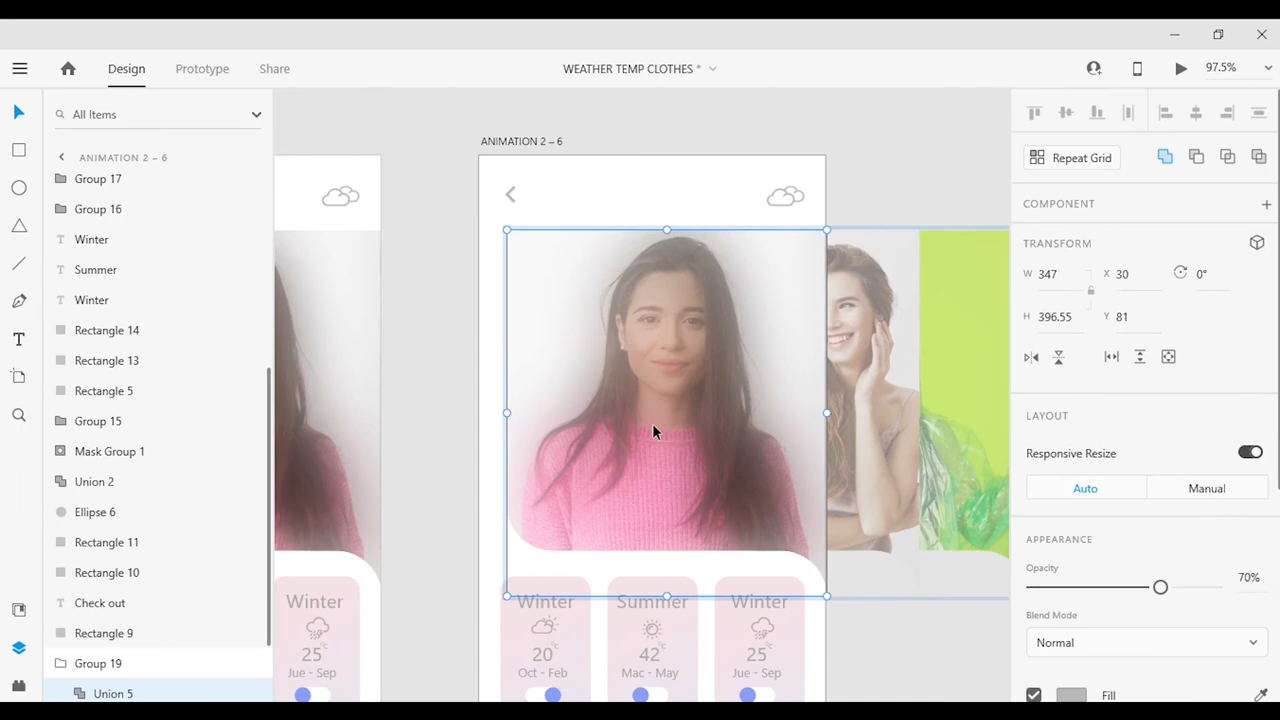 Design
Prototype
Share
WEATHER TEMP CLOTHES *
97.5%
All Items
ANIMATION 2 – 6
Group 17
Group 16
Winter
Summer
Winter
Rectangle 14
Rectangle 13
Rectangle 5
Group 15
Mask Group 1
Union 2
Ellipse 6
Rectangle 11
Rectangle 10
Check out
Rectangle 9
Group 19
Union 5
Winter
25°c
Jue - Sep
ANIMATION 2 – 6
Winter
20°c
Oct - Feb
Summer
42°c
Mac - May
Winter
25°c
Jue - Sep
Repeat Grid
COMPONENT
TRANSFORM
W 347 X 30 0°
H 396.55 Y 81
LAYOUT
Responsive Resize
Auto
Manual
APPEARANCE
Opacity
70%
Blend Mode
Normal
Fill